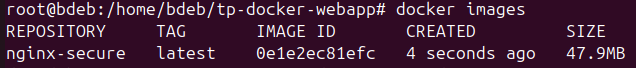 root@bdeb:/home/bdeb/tp-docker-webapp# docker images
REPOSITORY TAG IMAGE ID CREATED SIZE
nginx-secure latest 0e1e2ec81efc 4 seconds ago 47.9MB